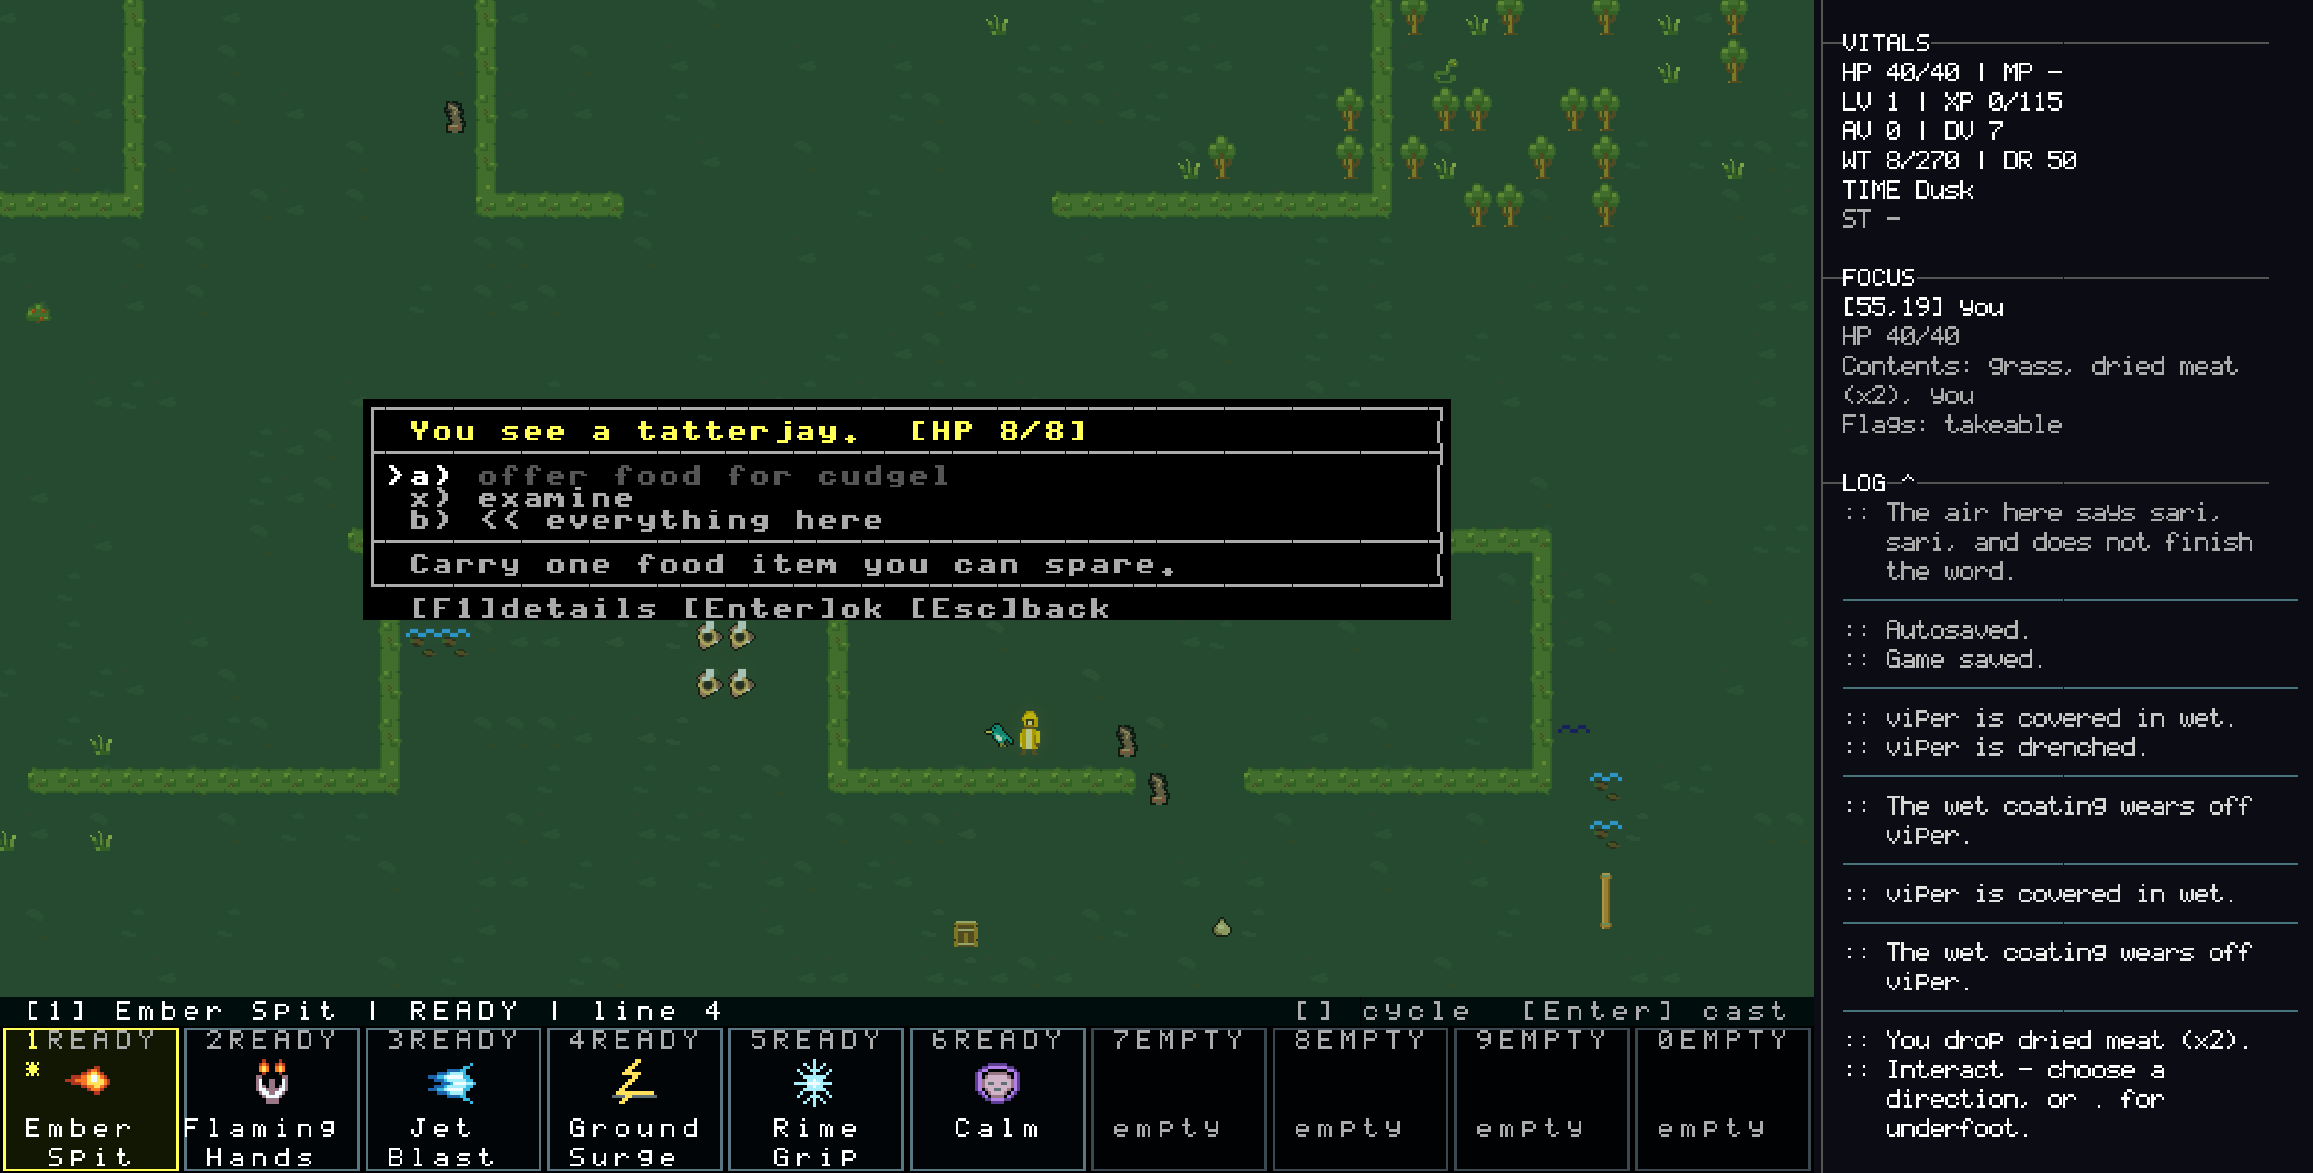 You see a tatterjay.  [HP 8/8]
>a) offer food for cudgel
x) examine
b) << everything here
Carry one food item you can spare.
[F1]details [Enter]ok [Esc]back
[1] Ember Spit | READY | line 4
[] cycle  [Enter] cast
1READY 2READY 3READY 4READY 5READY 6READY 7EMPTY 8EMPTY 9EMPTY 0EMPTY
Ember Flaming Jet Ground Rime Calm empty empty empty empty
Spit Hands Blast Surge Grip
VITALS
HP 40/40 | MP -
LV 1 | XP 0/115
AV 0 | DV 7
WT 8/270 | DR 50
TIME Dusk
ST -
FOCUS
[55,19] You
HP 40/40
Contents: grass, dried meat
(x2), you
Flags: takeable
LOG ^
:: The air here says sari,
sari, and does not finish
the word.
:: Autosaved.
:: Game saved.
:: viper is covered in wet.
:: viper is drenched.
:: The wet coating wears off
viper.
:: viper is covered in wet.
:: The wet coating wears off
viper.
:: You drop dried meat (x2).
:: Interact - choose a
direction, or . for
underfoot.